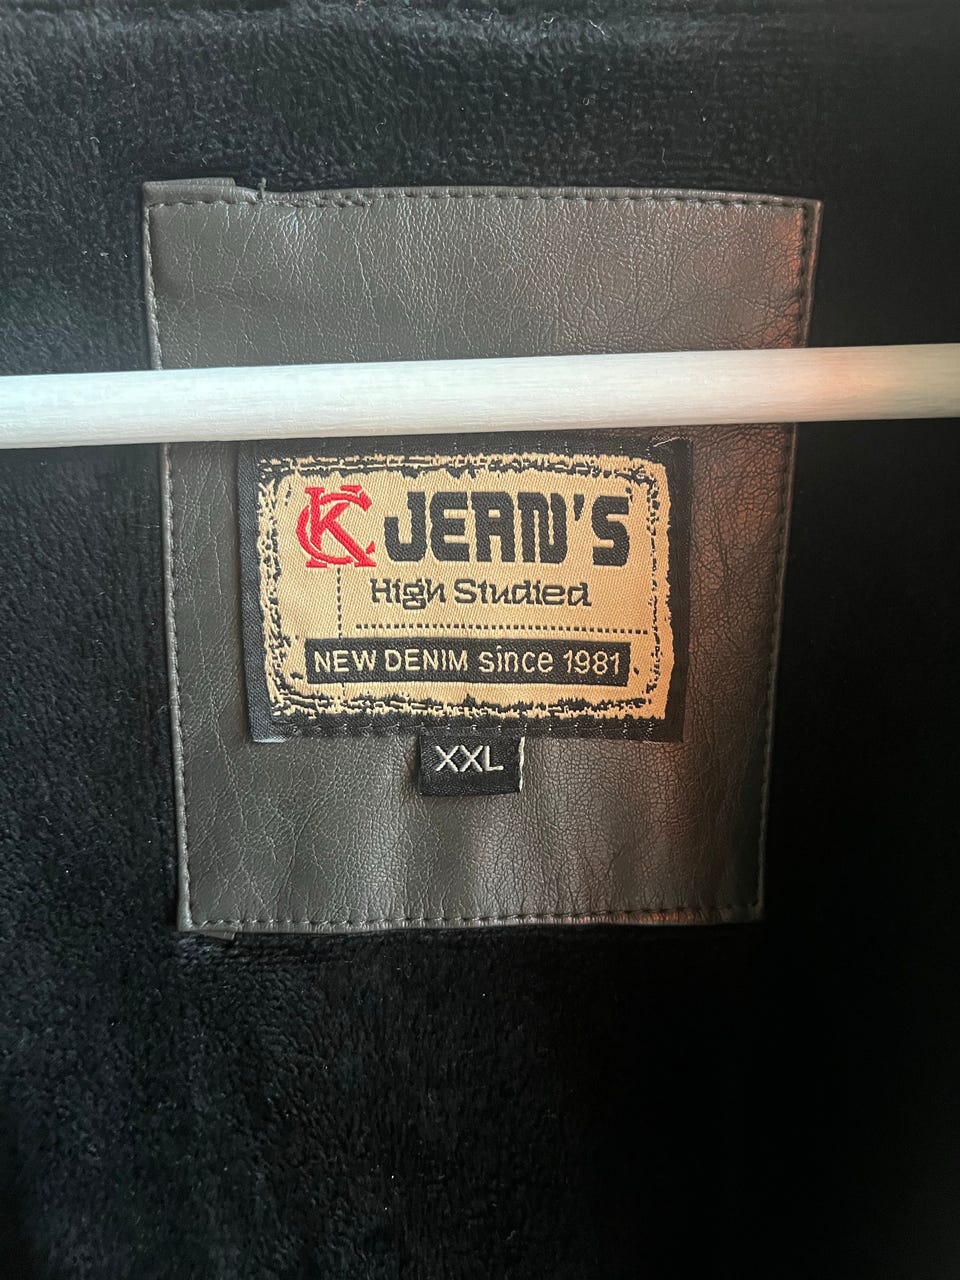 KC JEAN'S
High Studied
NEW DENIM since 1981
XXL